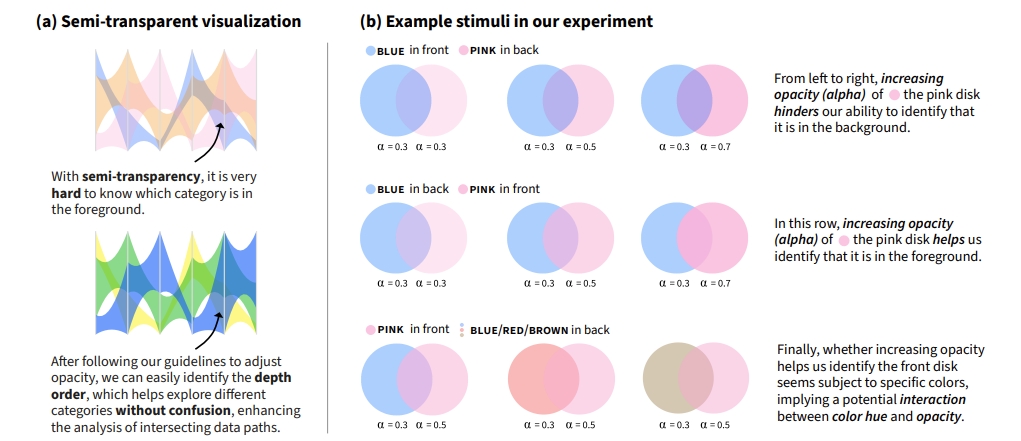 (a) Semi-transparent visualization
With semi-transparency, it is very
hard to know which category is in
the foreground.
After following our guidelines to adjust
opacity, we can easily identify the depth
order, which helps explore different
categories without confusion, enhancing
the analysis of intersecting data paths.
(b) Example stimuli in our experiment
BLUE in front PINK in back
α = 0.3 α = 0.3 α = 0.3 α = 0.5 α = 0.3 α = 0.7
From left to right, increasing
opacity (alpha) of the pink disk
hinders our ability to identify that
it is in the background.
BLUE in back PINK in front
α = 0.3 α = 0.3 α = 0.3 α = 0.5 α = 0.3 α = 0.7
In this row, increasing opacity
(alpha) of the pink disk helps us
identify that it is in the foreground.
PINK in front BLUE/RED/BROWN in back
α = 0.3 α = 0.5 α = 0.3 α = 0.5 α = 0.3 α = 0.5
Finally, whether increasing opacity
helps us identify the front disk
seems subject to specific colors,
implying a potential interaction
between color hue and opacity.